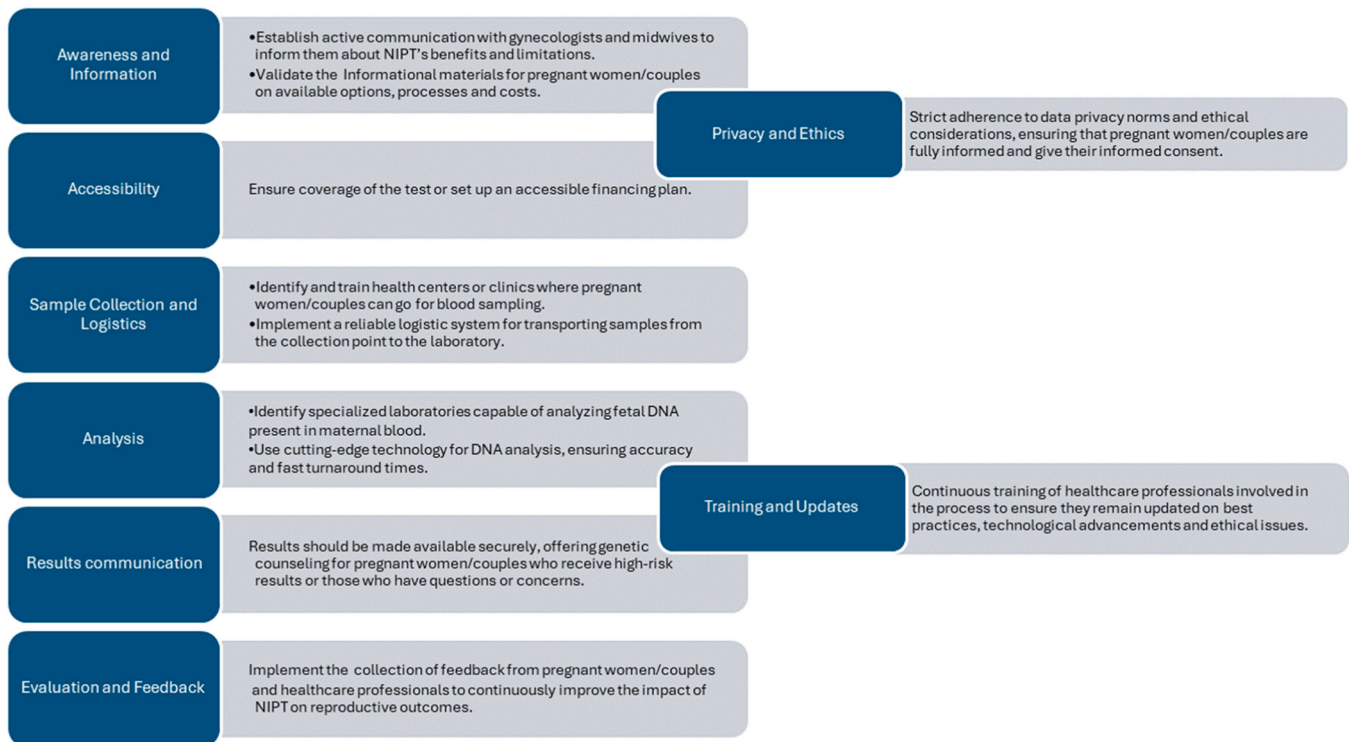 Awareness and
Information
•Establish active communication with gynecologists and midwives to
inform them about NIPT's benefits and limitations.
•Validate the Informational materials for pregnant women/couples
on available options, processes and costs.
Privacy and Ethics
Strict adherence to data privacy norms and ethical
considerations, ensuring that pregnant women/couples are
fully informed and give their informed consent.
Accessibility
Ensure coverage of the test or set up an accessible financing plan.
Sample Collection and
Logistics
•Identify and train health centers or clinics where pregnant
women/couples can go for blood sampling.
•Implement a reliable logistic system for transporting samples from
the collection point to the laboratory.
Analysis
•Identify specialized laboratories capable of analyzing fetal DNA
present in maternal blood.
•Use cutting-edge technology for DNA analysis, ensuring accuracy
and fast turnaround times.
Training and Updates
Continuous training of healthcare professionals involved in
the process to ensure they remain updated on best
practices, technological advancements and ethical issues.
Results communication
Results should be made available securely, offering genetic
counseling for pregnant women/couples who receive high-risk
results or those who have questions or concerns.
Evaluation and Feedback
Implement the collection of feedback from pregnant women/couples
and healthcare professionals to continuously improve the impact of
NIPT on reproductive outcomes.